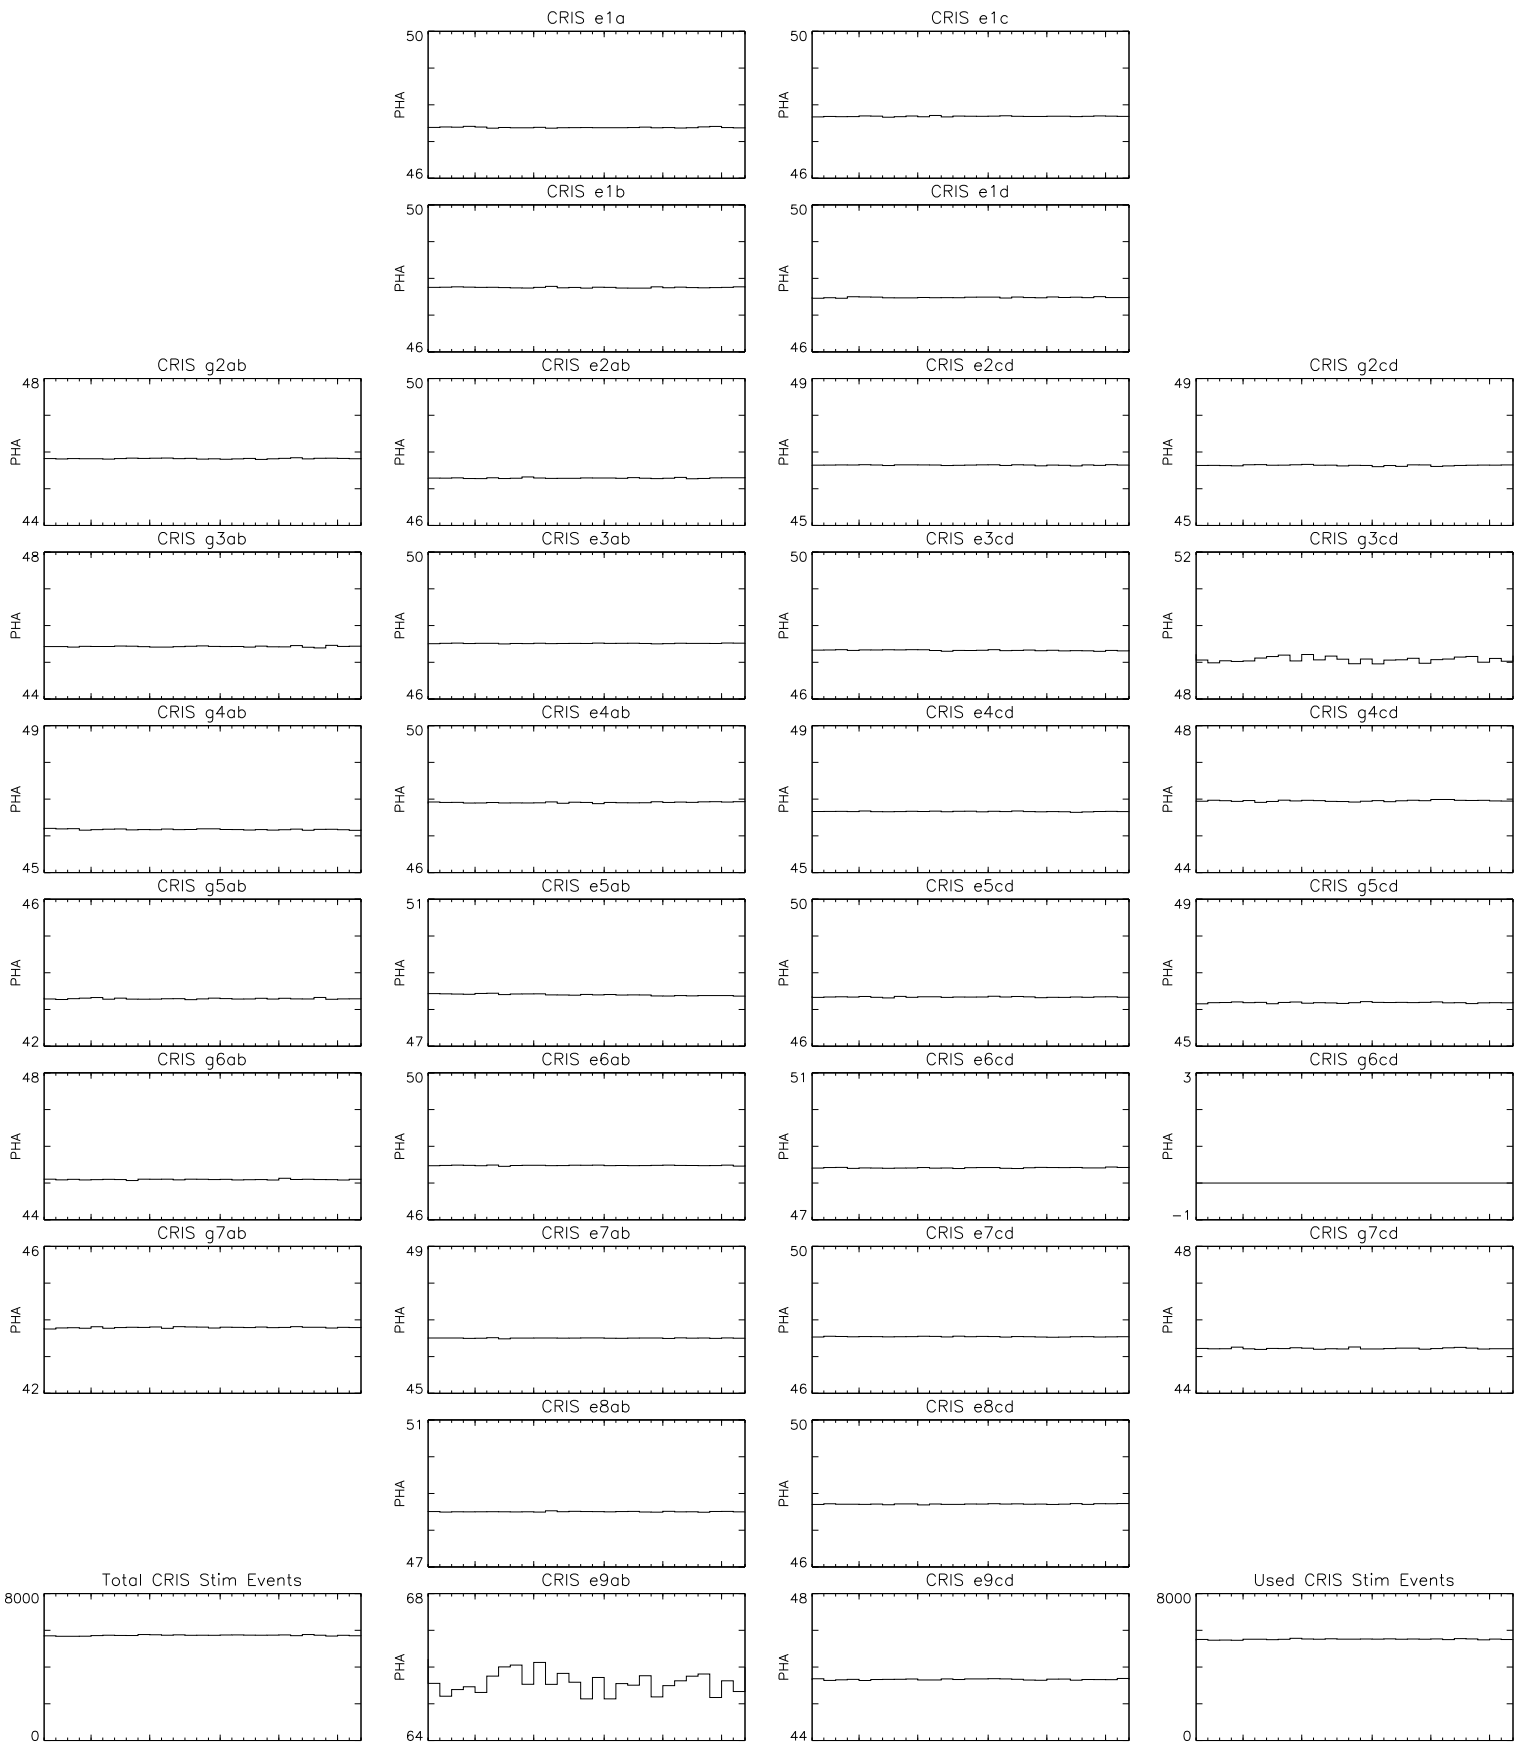 CRIS e1a
50
PHA
46
CRIS e1c
50
PHA
46
CRIS e1b
50
PHA
46
CRIS e1d
50
PHA
46
CRIS g2ab
48
PHA
44
CRIS e2ab
50
PHA
46
CRIS e2cd
49
PHA
45
CRIS g2cd
49
PHA
45
CRIS g3ab
48
PHA
44
CRIS e3ab
50
PHA
46
CRIS e3cd
50
PHA
46
CRIS g3cd
52
PHA
48
CRIS g4ab
49
PHA
45
CRIS e4ab
50
PHA
46
CRIS e4cd
49
PHA
45
CRIS g4cd
48
PHA
44
CRIS g5ab
46
PHA
42
CRIS e5ab
51
PHA
47
CRIS e5cd
50
PHA
46
CRIS g5cd
49
PHA
45
CRIS g6ab
48
PHA
44
CRIS e6ab
50
PHA
46
CRIS e6cd
51
PHA
47
CRIS g6cd
3
PHA
-1
CRIS g7ab
46
PHA
42
CRIS e7ab
49
PHA
45
CRIS e7cd
50
PHA
46
CRIS g7cd
48
PHA
44
CRIS e8ab
51
PHA
47
CRIS e8cd
50
PHA
46
Total CRIS Stim Events
8000
0
CRIS e9ab
68
PHA
64
CRIS e9cd
48
PHA
44
Used CRIS Stim Events
8000
0